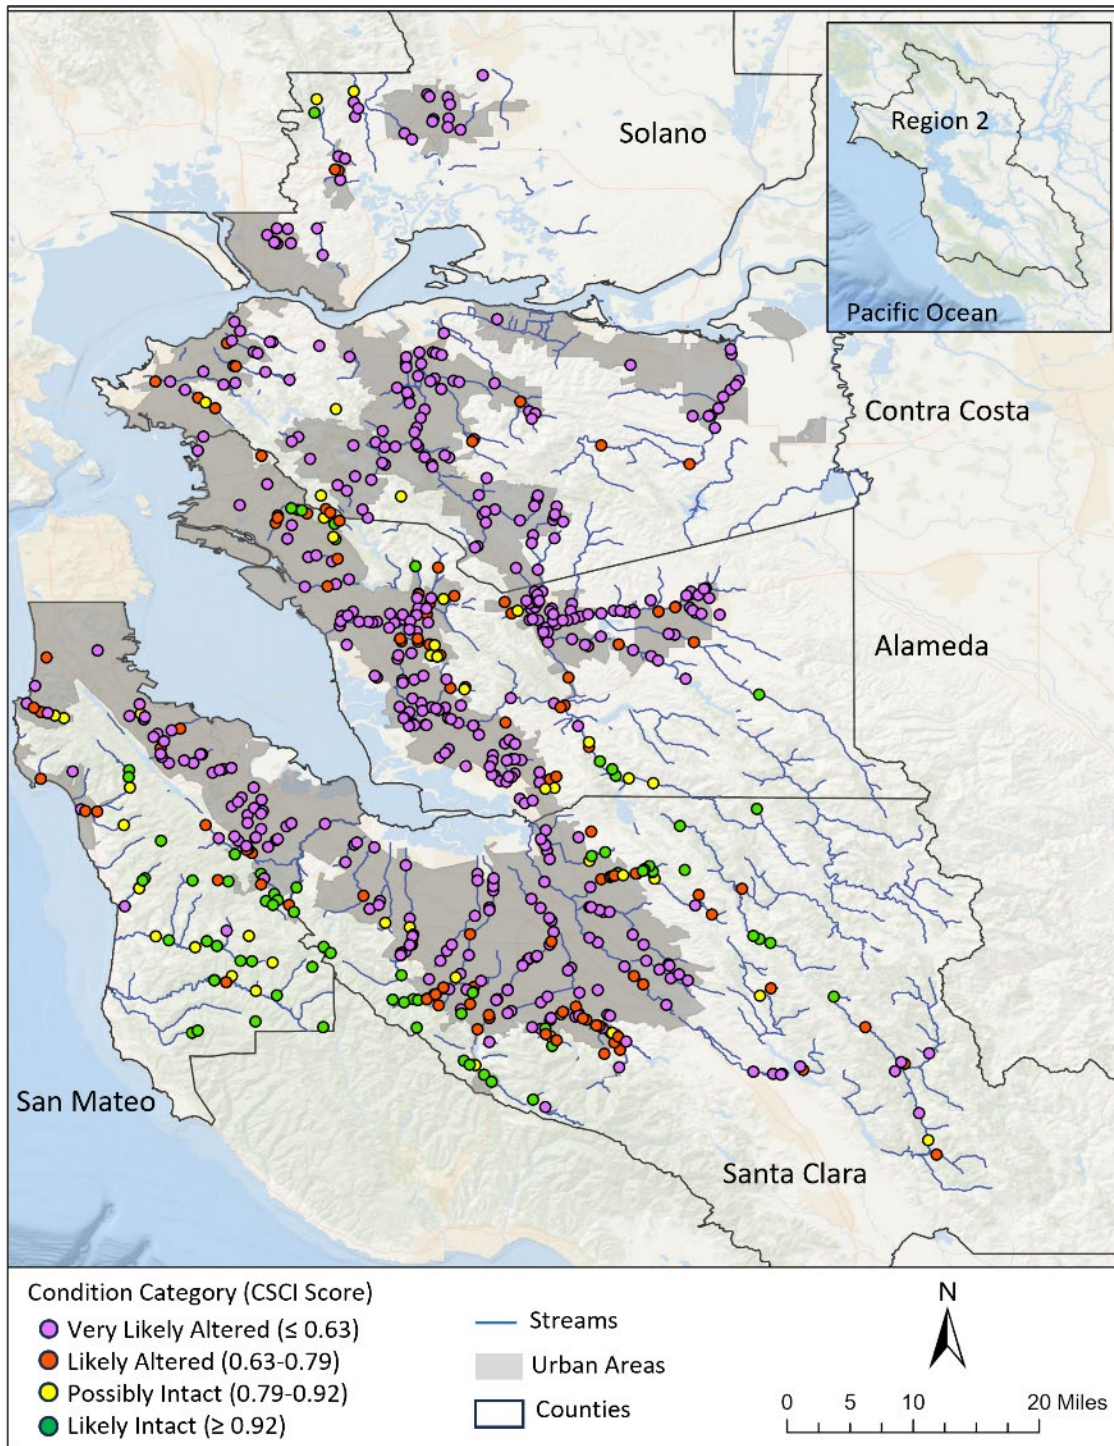 Solano
Region 2
Pacific Ocean
Contra Costa
Alameda
San Mateo
Santa Clara
Condition Category (CSCI Score)
Very Likely Altered (≤ 0.63)
Likely Altered (0.63-0.79)
Possibly Intact (0.79-0.92)
Likely Intact (≥ 0.92)
Streams
Urban Areas
Counties
N
0 5 10 20 Miles